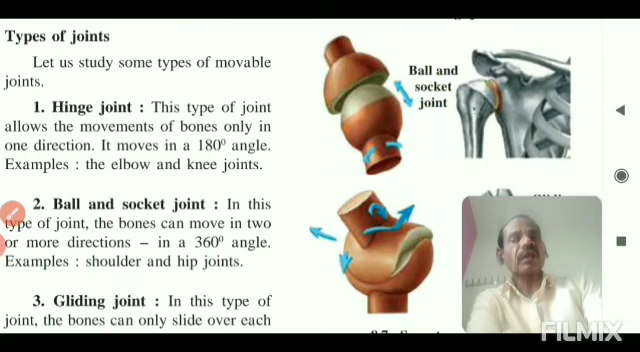 Types of joints
Let us study some types of movable
joints.
1. Hinge joint : This type of joint
allows the movements of bones only in
one direction. It moves in a 180⁰ angle.
Examples : the elbow and knee joints.
2. Ball and socket joint : In this
type of joint, the bones can move in two
or more directions – in a 360⁰ angle.
Examples : shoulder and hip joints.
3. Gliding joint : In this type of
joint, the bones can only slide over each
Ball and
socket
joint
FILMIX